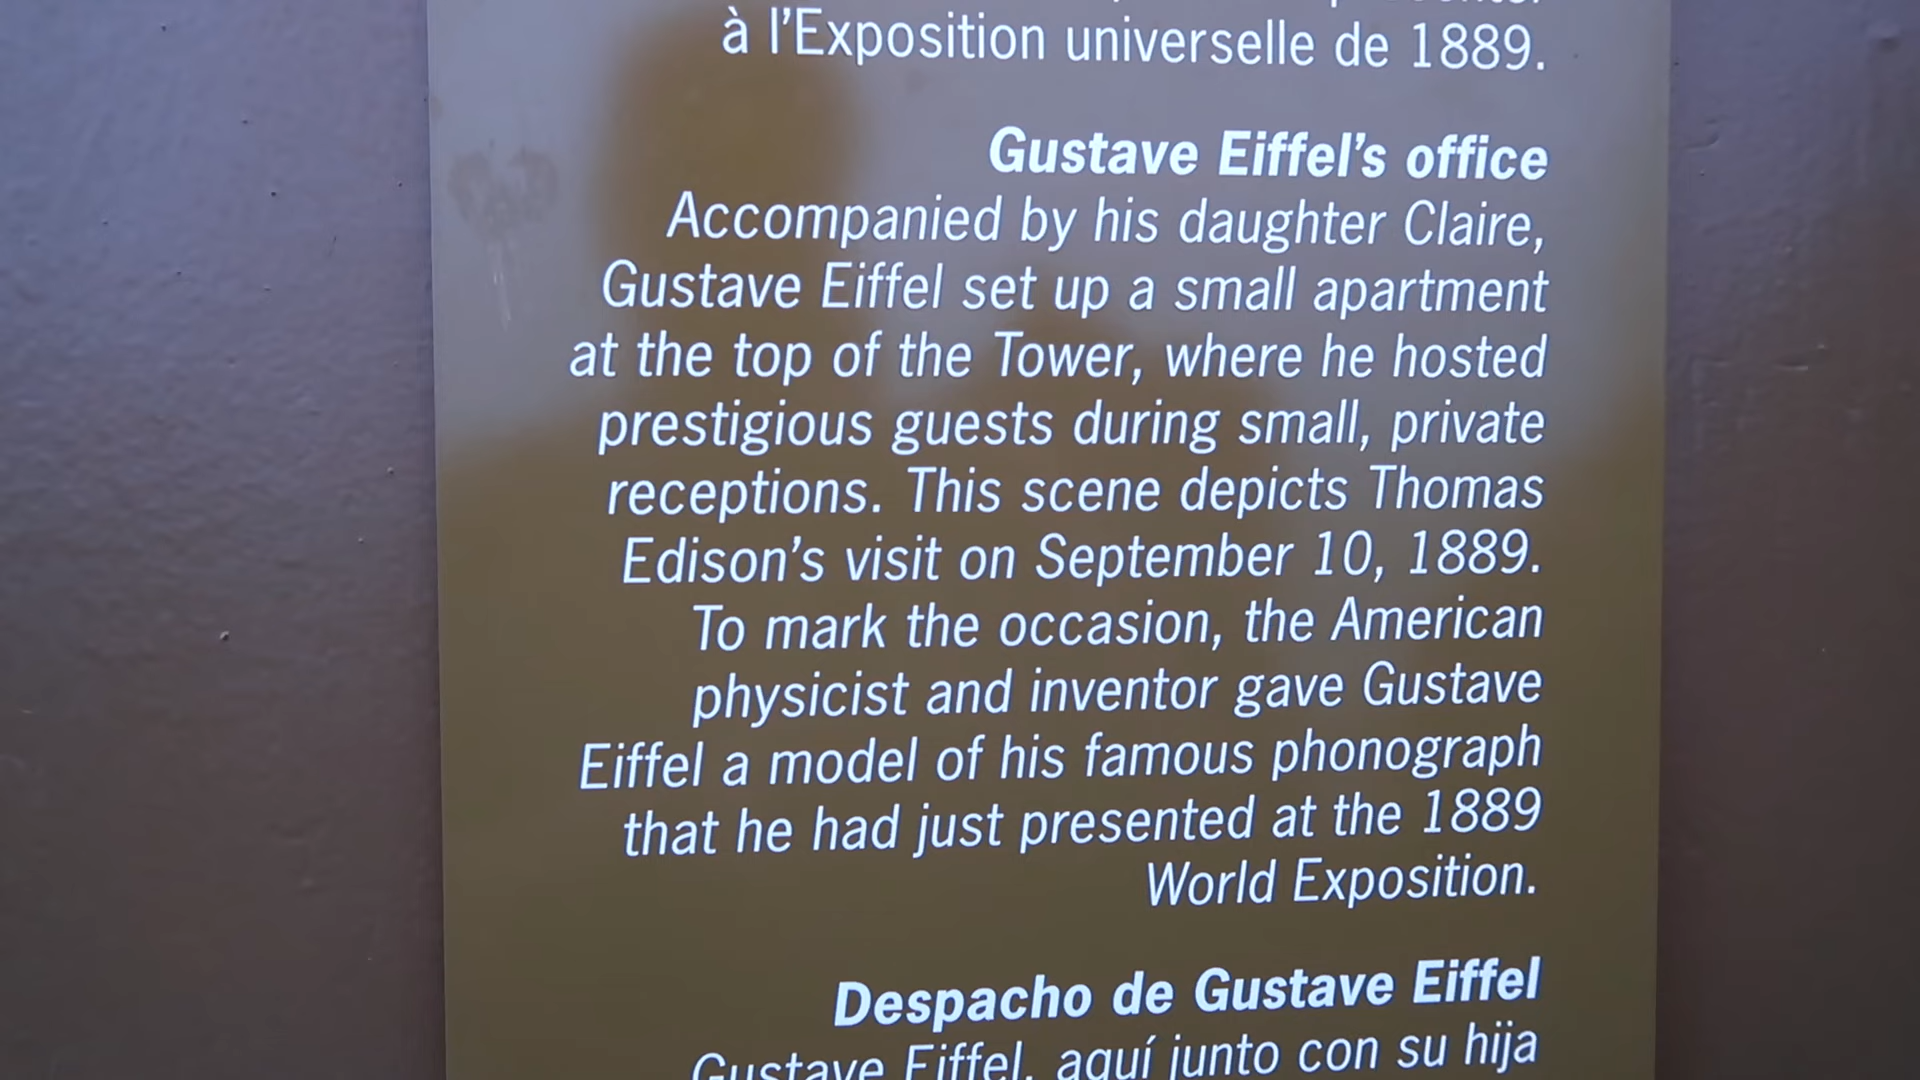 à l'Exposition universelle de 1889.
Gustave Eiffel's office
Accompanied by his daughter Claire,
Gustave Eiffel set up a small apartment
at the top of the Tower, where he hosted
prestigious guests during small, private
receptions. This scene depicts Thomas
Edison's visit on September 10, 1889.
To mark the occasion, the American
physicist and inventor gave Gustave
Eiffel a model of his famous phonograph
that he had just presented at the 1889
World Exposition.
Despacho de Gustave Eiffel
Gustave Eiffel, aquí junto con su hija